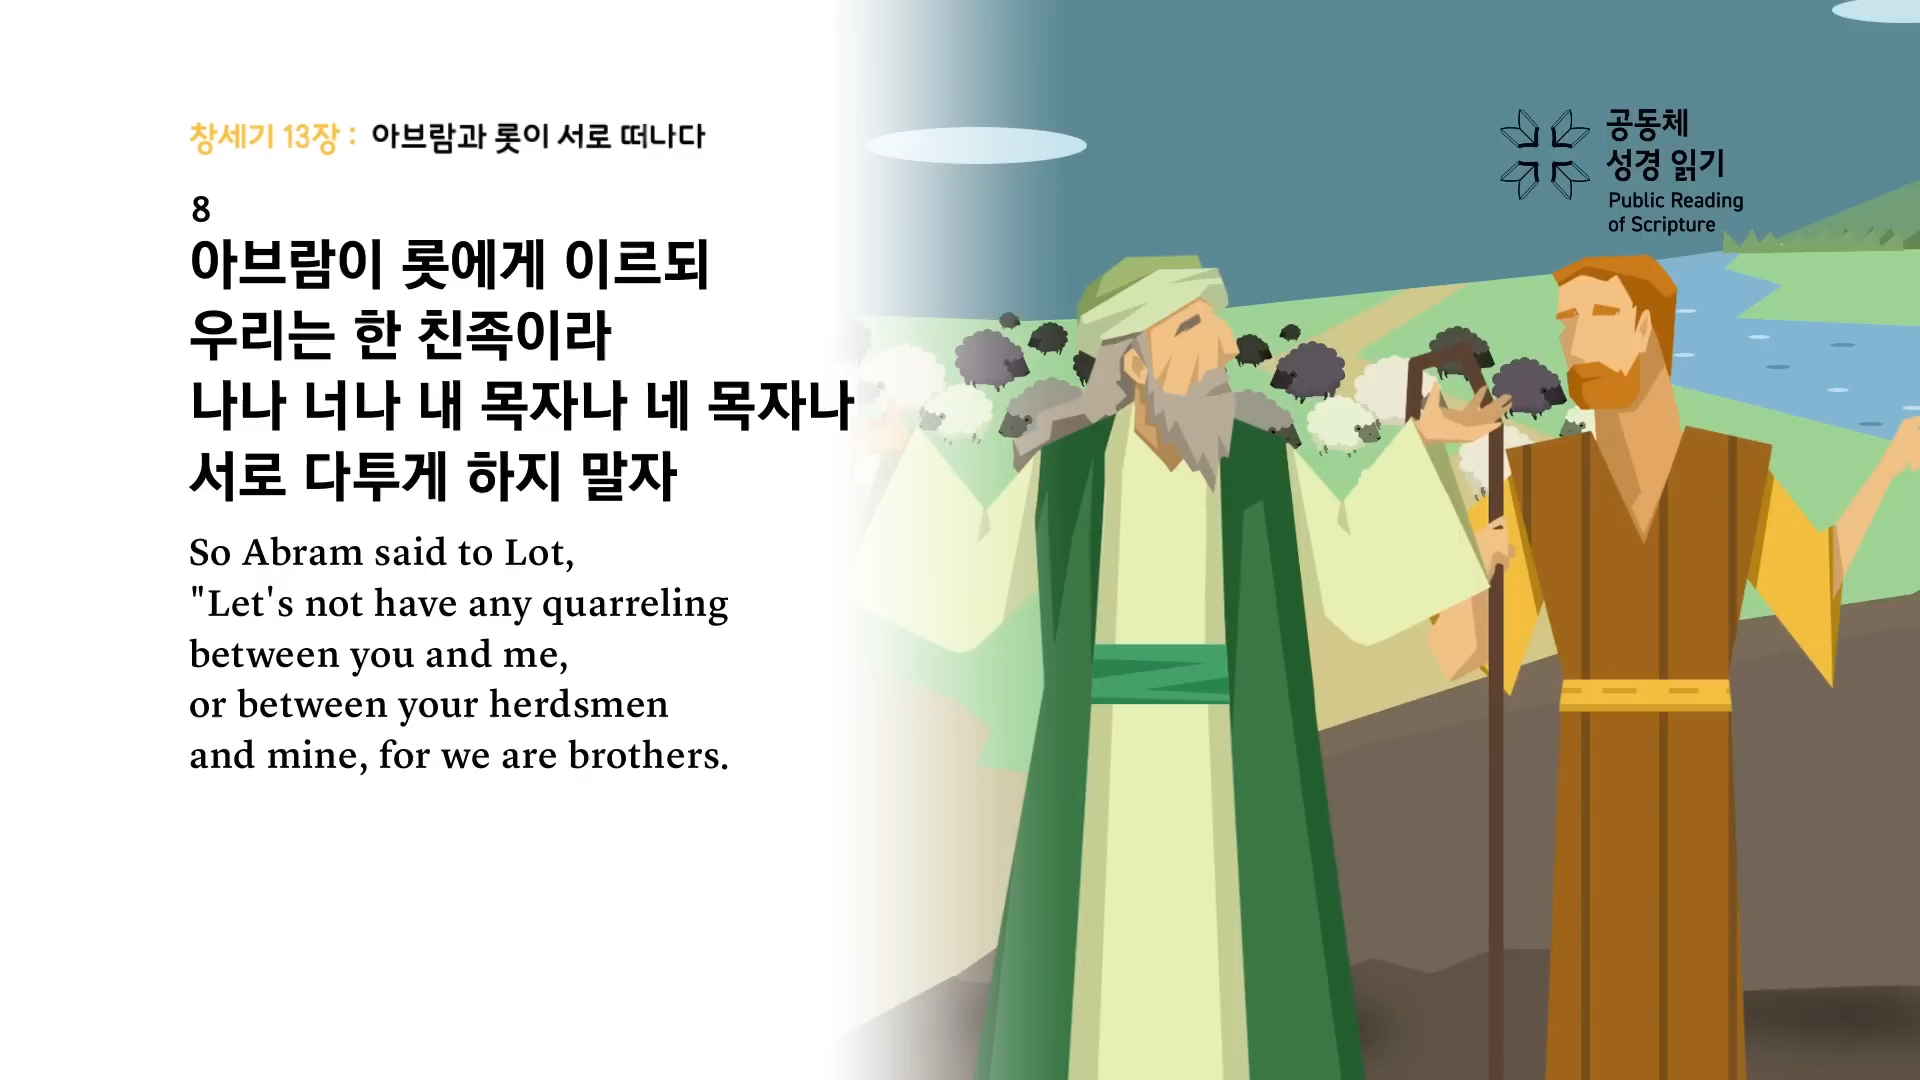 창세기 13장 : 아브람과 롯이 서로 떠나다
8
아브람이 롯에게 이르되
우리는 한 친족이라
나나 너나 내 목자나 네 목자나
서로 다투게 하지 말자
So Abram said to Lot,
"Let's not have any quarreling
between you and me,
or between your herdsmen
and mine, for we are brothers.
공동체
성경 읽기
Public Reading
of Scripture